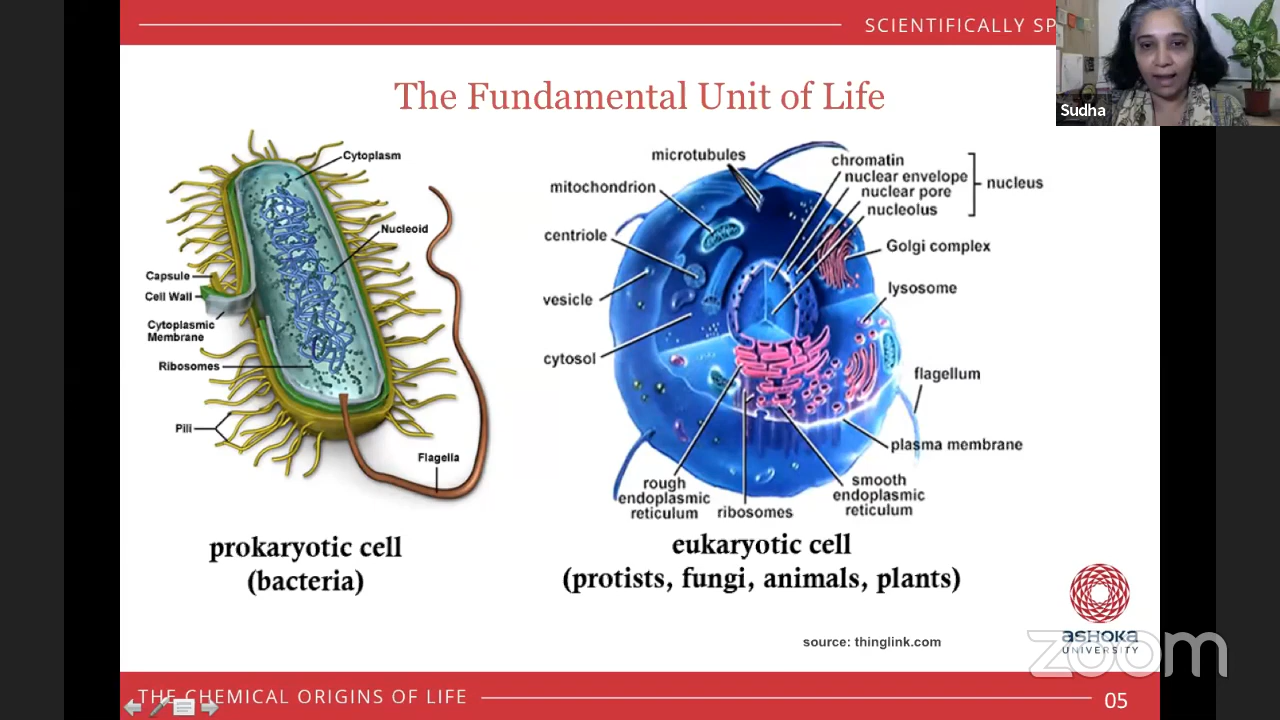 SCIENTIFICALLY SP
Sudha
The Fundamental Unit of Life
Cytoplasm
Nucleoid
Capsule
Cell Wall
Cytoplasmic
Membrane
Ribosomes
Pili
Flagella
prokaryotic cell
(bacteria)
microtubules
mitochondrion
centriole
vesicle
cytosol
chromatin
nuclear envelope
nuclear pore
nucleolus
nucleus
Golgi complex
lysosome
flagellum
plasma membrane
rough
endoplasmic
reticulum
ribosomes
smooth
endoplasmic
reticulum
eukaryotic cell
(protists, fungi, animals, plants)
source: thinglink.com
ASHOKA
UNIVERSITY
zoom
THE CHEMICAL ORIGINS OF LIFE
05